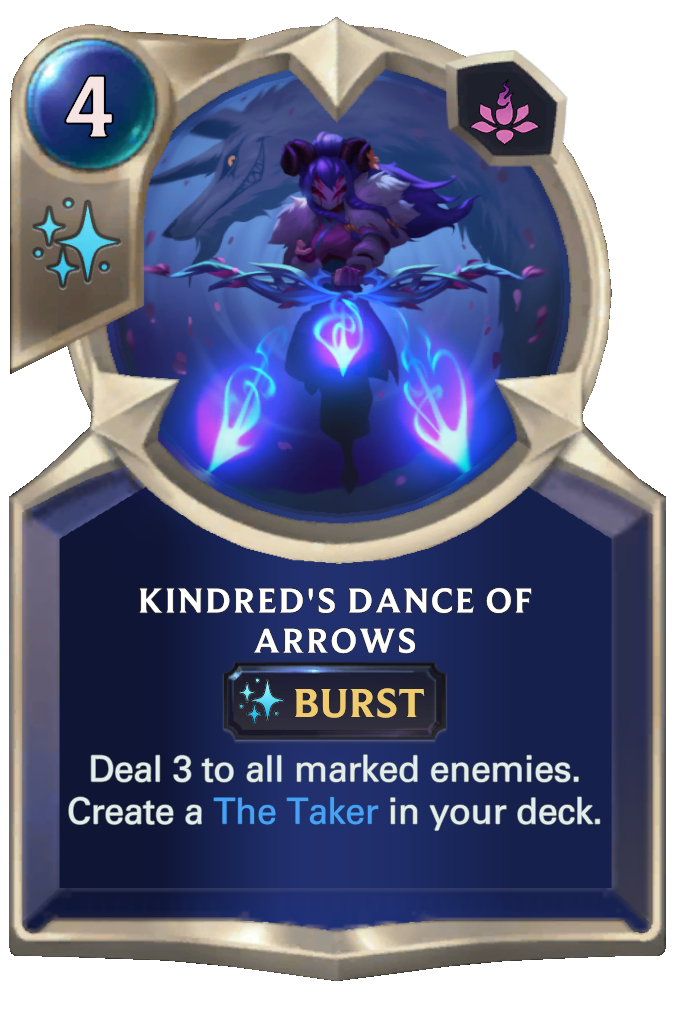 4
KINDRED'S DANCE OF
ARROWS
BURST
Deal 3 to all marked enemies.
Create a The Taker in your deck.